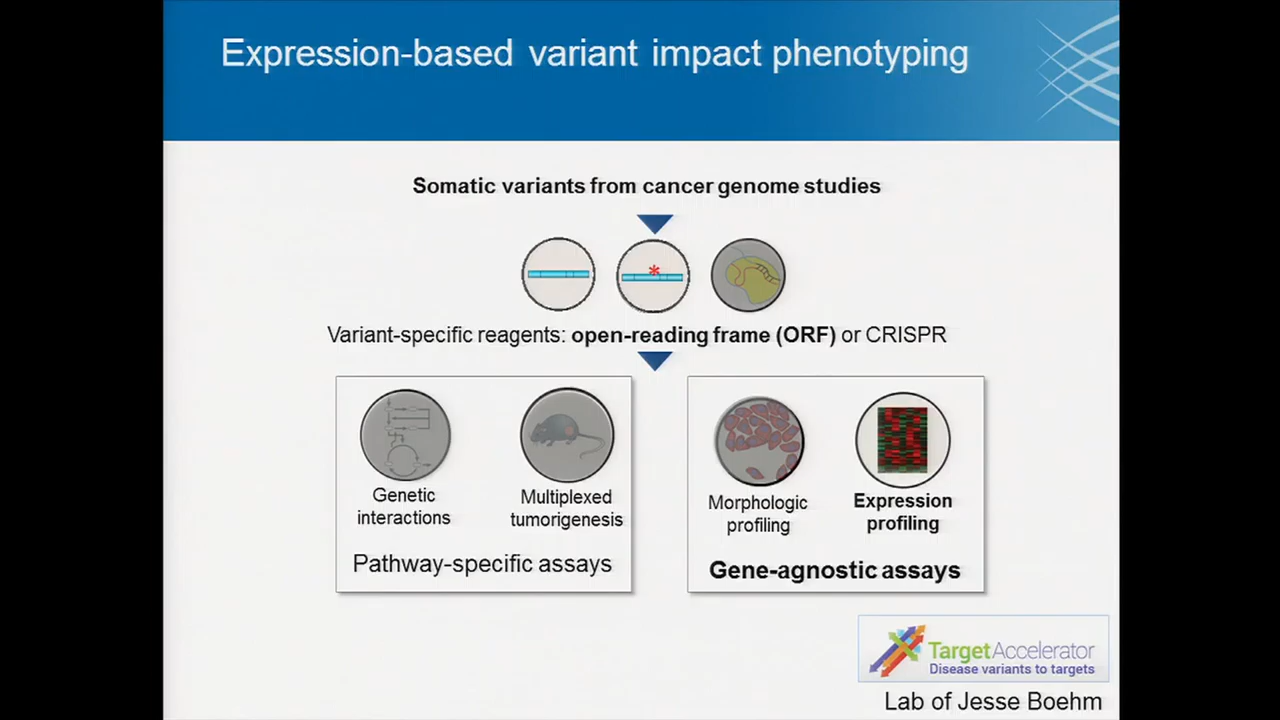 Expression-based variant impact phenotyping
Somatic variants from cancer genome studies
*
Variant-specific reagents: open-reading frame (ORF) or CRISPR
Genetic
interactions
Multiplexed
tumorigenesis
Pathway-specific assays
Morphologic
profiling
Expression
profiling
Gene-agnostic assays
TargetAccelerator
Disease variants to targets
Lab of Jesse Boehm